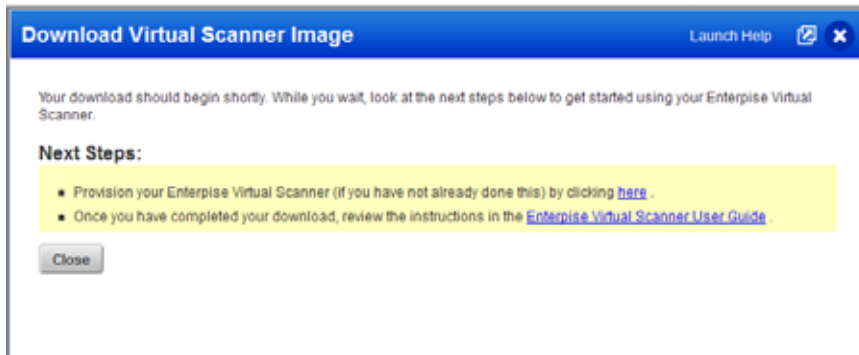 Download Virtual Scanner Image
Launch Help
Your download should begin shortly. While you wait, look at the next steps below to get started using your Enterpise Virtual
Scanner.
Next Steps:
Provision your Enterpise Virtual Scanner (if you have not already done this) by clicking here .
Once you have completed your download, review the instructions in the Enterpise Virtual Scanner User Guide .
Close